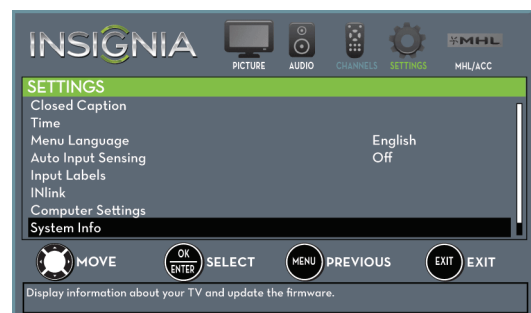 INSIGNIA
PICTURE AUDIO CHANNELS SETTINGS MHL MHL/ACC
SETTINGS
Closed Caption
Time
Menu Language English
Auto Input Sensing Off
Input Labels
INlink
Computer Settings
System Info
MOVE OK ENTER SELECT MENU PREVIOUS EXIT EXIT
Display information about your TV and update the firmware.